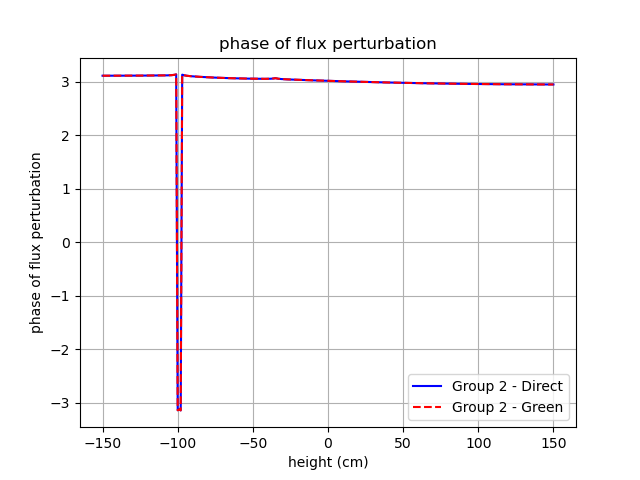 phase of flux perturbation
phase of flux perturbation
3
2
1
0
−1
−2
−3
−150
−100
−50
0
50
100
150
height (cm)
Group 2 - Direct
Group 2 - Green